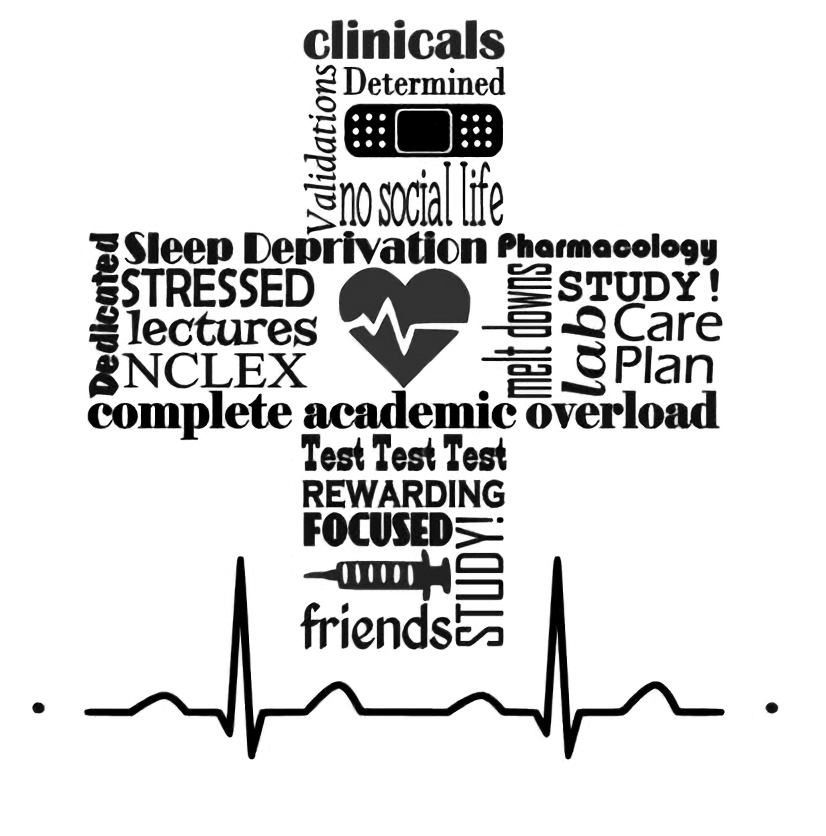 clinicals
Validations
Determined
no social life
Dedicated
Sleep Deprivation
Pharmacology
STRESSED
lectures
NCLEX
melt downs
STUDY!
lab
Care
Plan
complete academic overload
Test Test Test
REWARDING
FOCUSED
STUDY!
friends